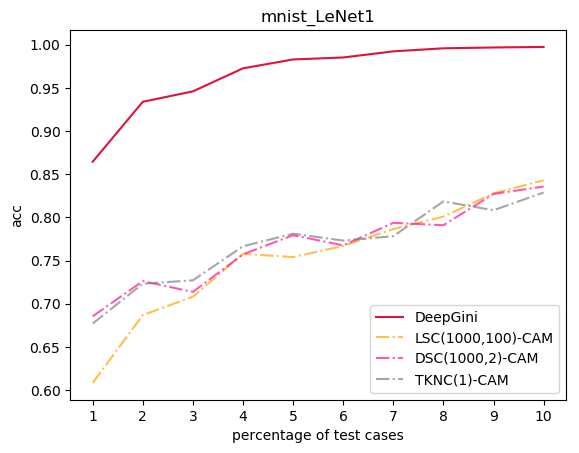 mnist_LeNet1
1.00
0.95
0.90
0.85
0.80
0.75
0.70
0.65
0.60
acc
DeepGini
LSC(1000,100)-CAM
DSC(1000,2)-CAM
TKNC(1)-CAM
1 2 3 4 5 6 7 8 9 10
percentage of test cases